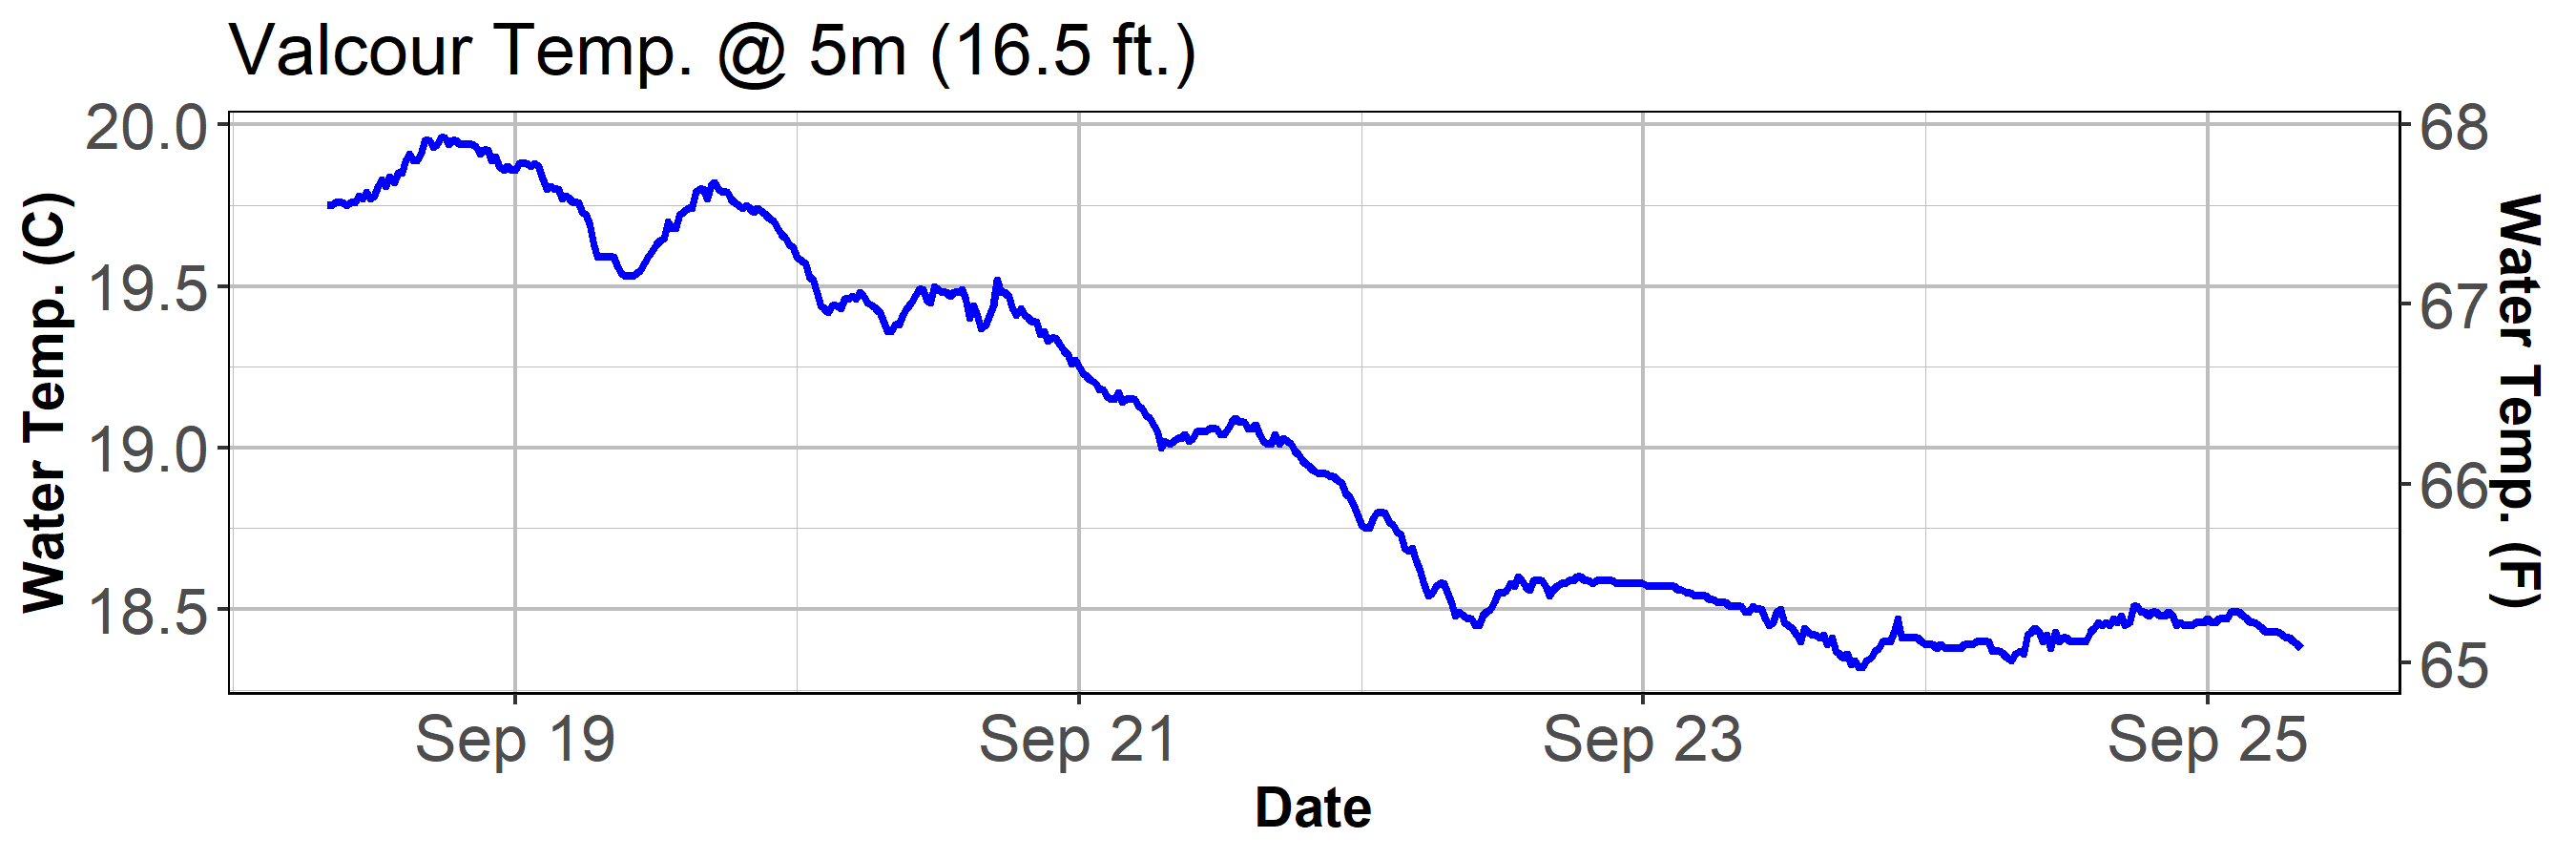 Valcour Temp. @ 5m (16.5 ft.)
Water Temp. (C)
20.0
19.5
19.0
18.5
68
67
66
65
Water Temp. (F)
Sep 19
Sep 21
Sep 23
Sep 25
Date